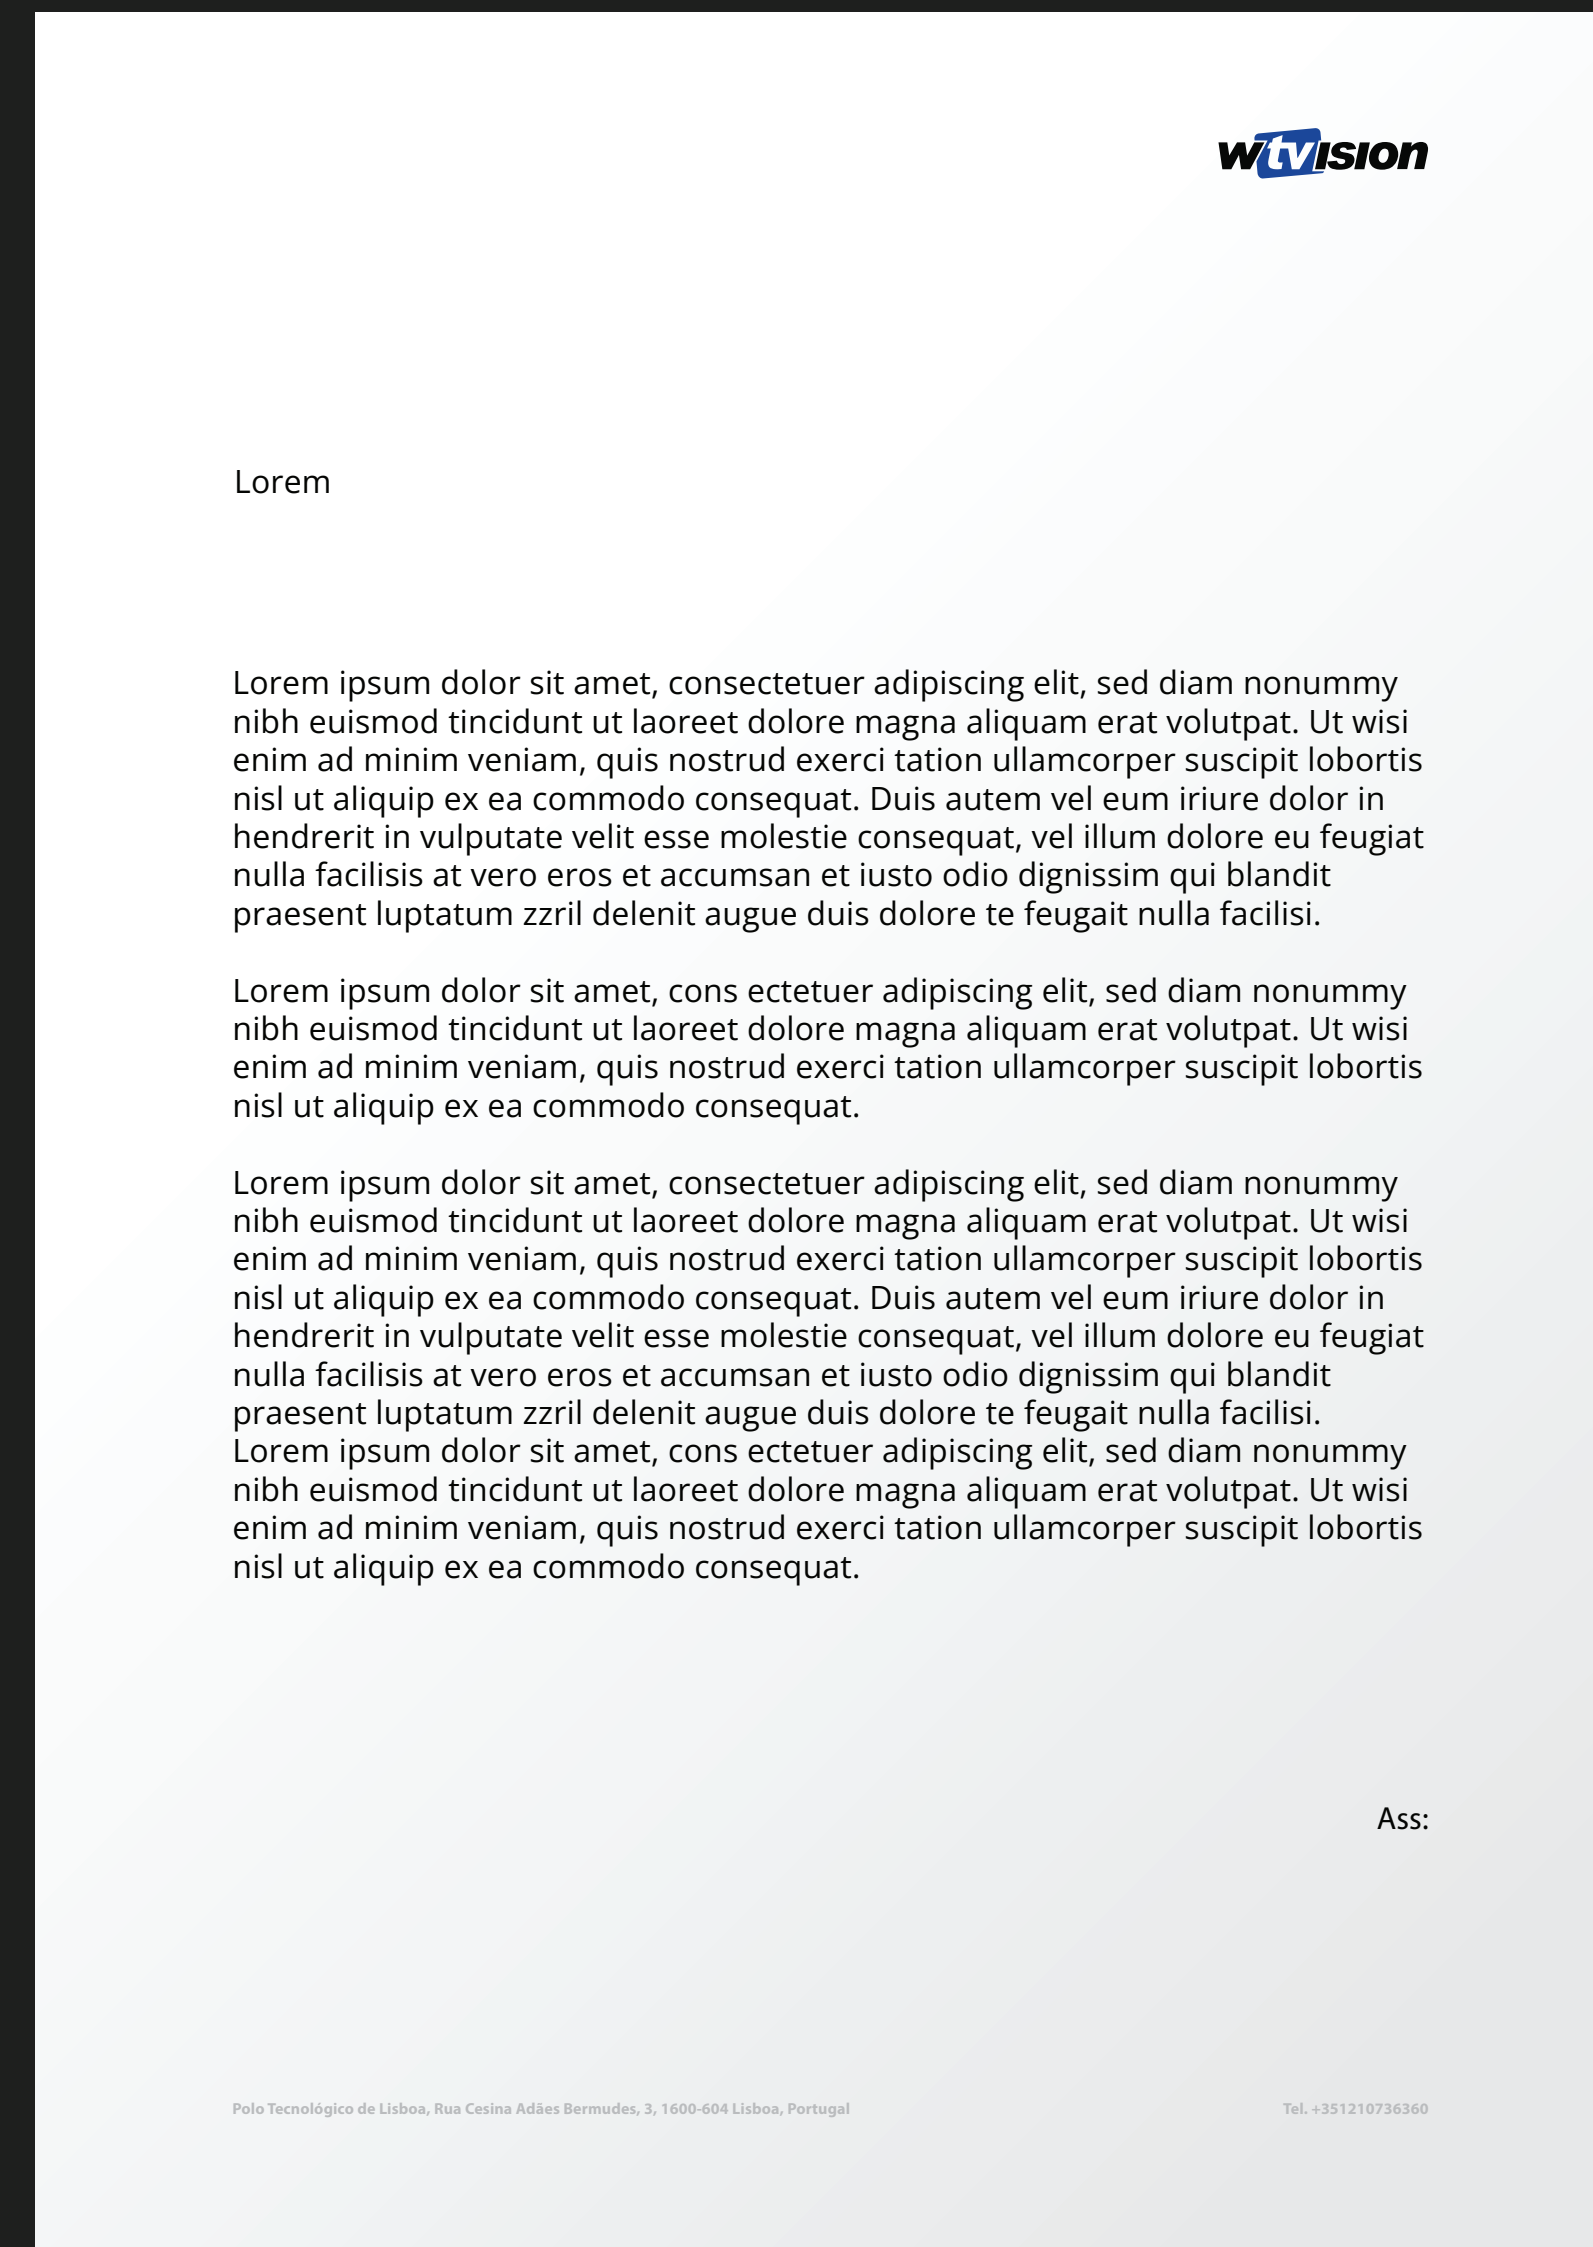 wtvision
Lorem
Lorem ipsum dolor sit amet, consectetuer adipiscing elit, sed diam nonummy
nibh euismod tincidunt ut laoreet dolore magna aliquam erat volutpat. Ut wisi
enim ad minim veniam, quis nostrud exerci tation ullamcorper suscipit lobortis
nisl ut aliquip ex ea commodo consequat. Duis autem vel eum iriure dolor in
hendrerit in vulputate velit esse molestie consequat, vel illum dolore eu feugiat
nulla facilisis at vero eros et accumsan et iusto odio dignissim qui blandit
praesent luptatum zzril delenit augue duis dolore te feugait nulla facilisi.
Lorem ipsum dolor sit amet, cons ectetuer adipiscing elit, sed diam nonummy
nibh euismod tincidunt ut laoreet dolore magna aliquam erat volutpat. Ut wisi
enim ad minim veniam, quis nostrud exerci tation ullamcorper suscipit lobortis
nisl ut aliquip ex ea commodo consequat.
Lorem ipsum dolor sit amet, consectetuer adipiscing elit, sed diam nonummy
nibh euismod tincidunt ut laoreet dolore magna aliquam erat volutpat. Ut wisi
enim ad minim veniam, quis nostrud exerci tation ullamcorper suscipit lobortis
nisl ut aliquip ex ea commodo consequat. Duis autem vel eum iriure dolor in
hendrerit in vulputate velit esse molestie consequat, vel illum dolore eu feugiat
nulla facilisis at vero eros et accumsan et iusto odio dignissim qui blandit
praesent luptatum zzril delenit augue duis dolore te feugait nulla facilisi.
Lorem ipsum dolor sit amet, cons ectetuer adipiscing elit, sed diam nonummy
nibh euismod tincidunt ut laoreet dolore magna aliquam erat volutpat. Ut wisi
enim ad minim veniam, quis nostrud exerci tation ullamcorper suscipit lobortis
nisl ut aliquip ex ea commodo consequat.
Ass:
Polo Tecnológico de Lisboa, Rua Cesina Adães Bermudes, 3, 1600-604 Lisboa, Portugal
Tel. +351210736360